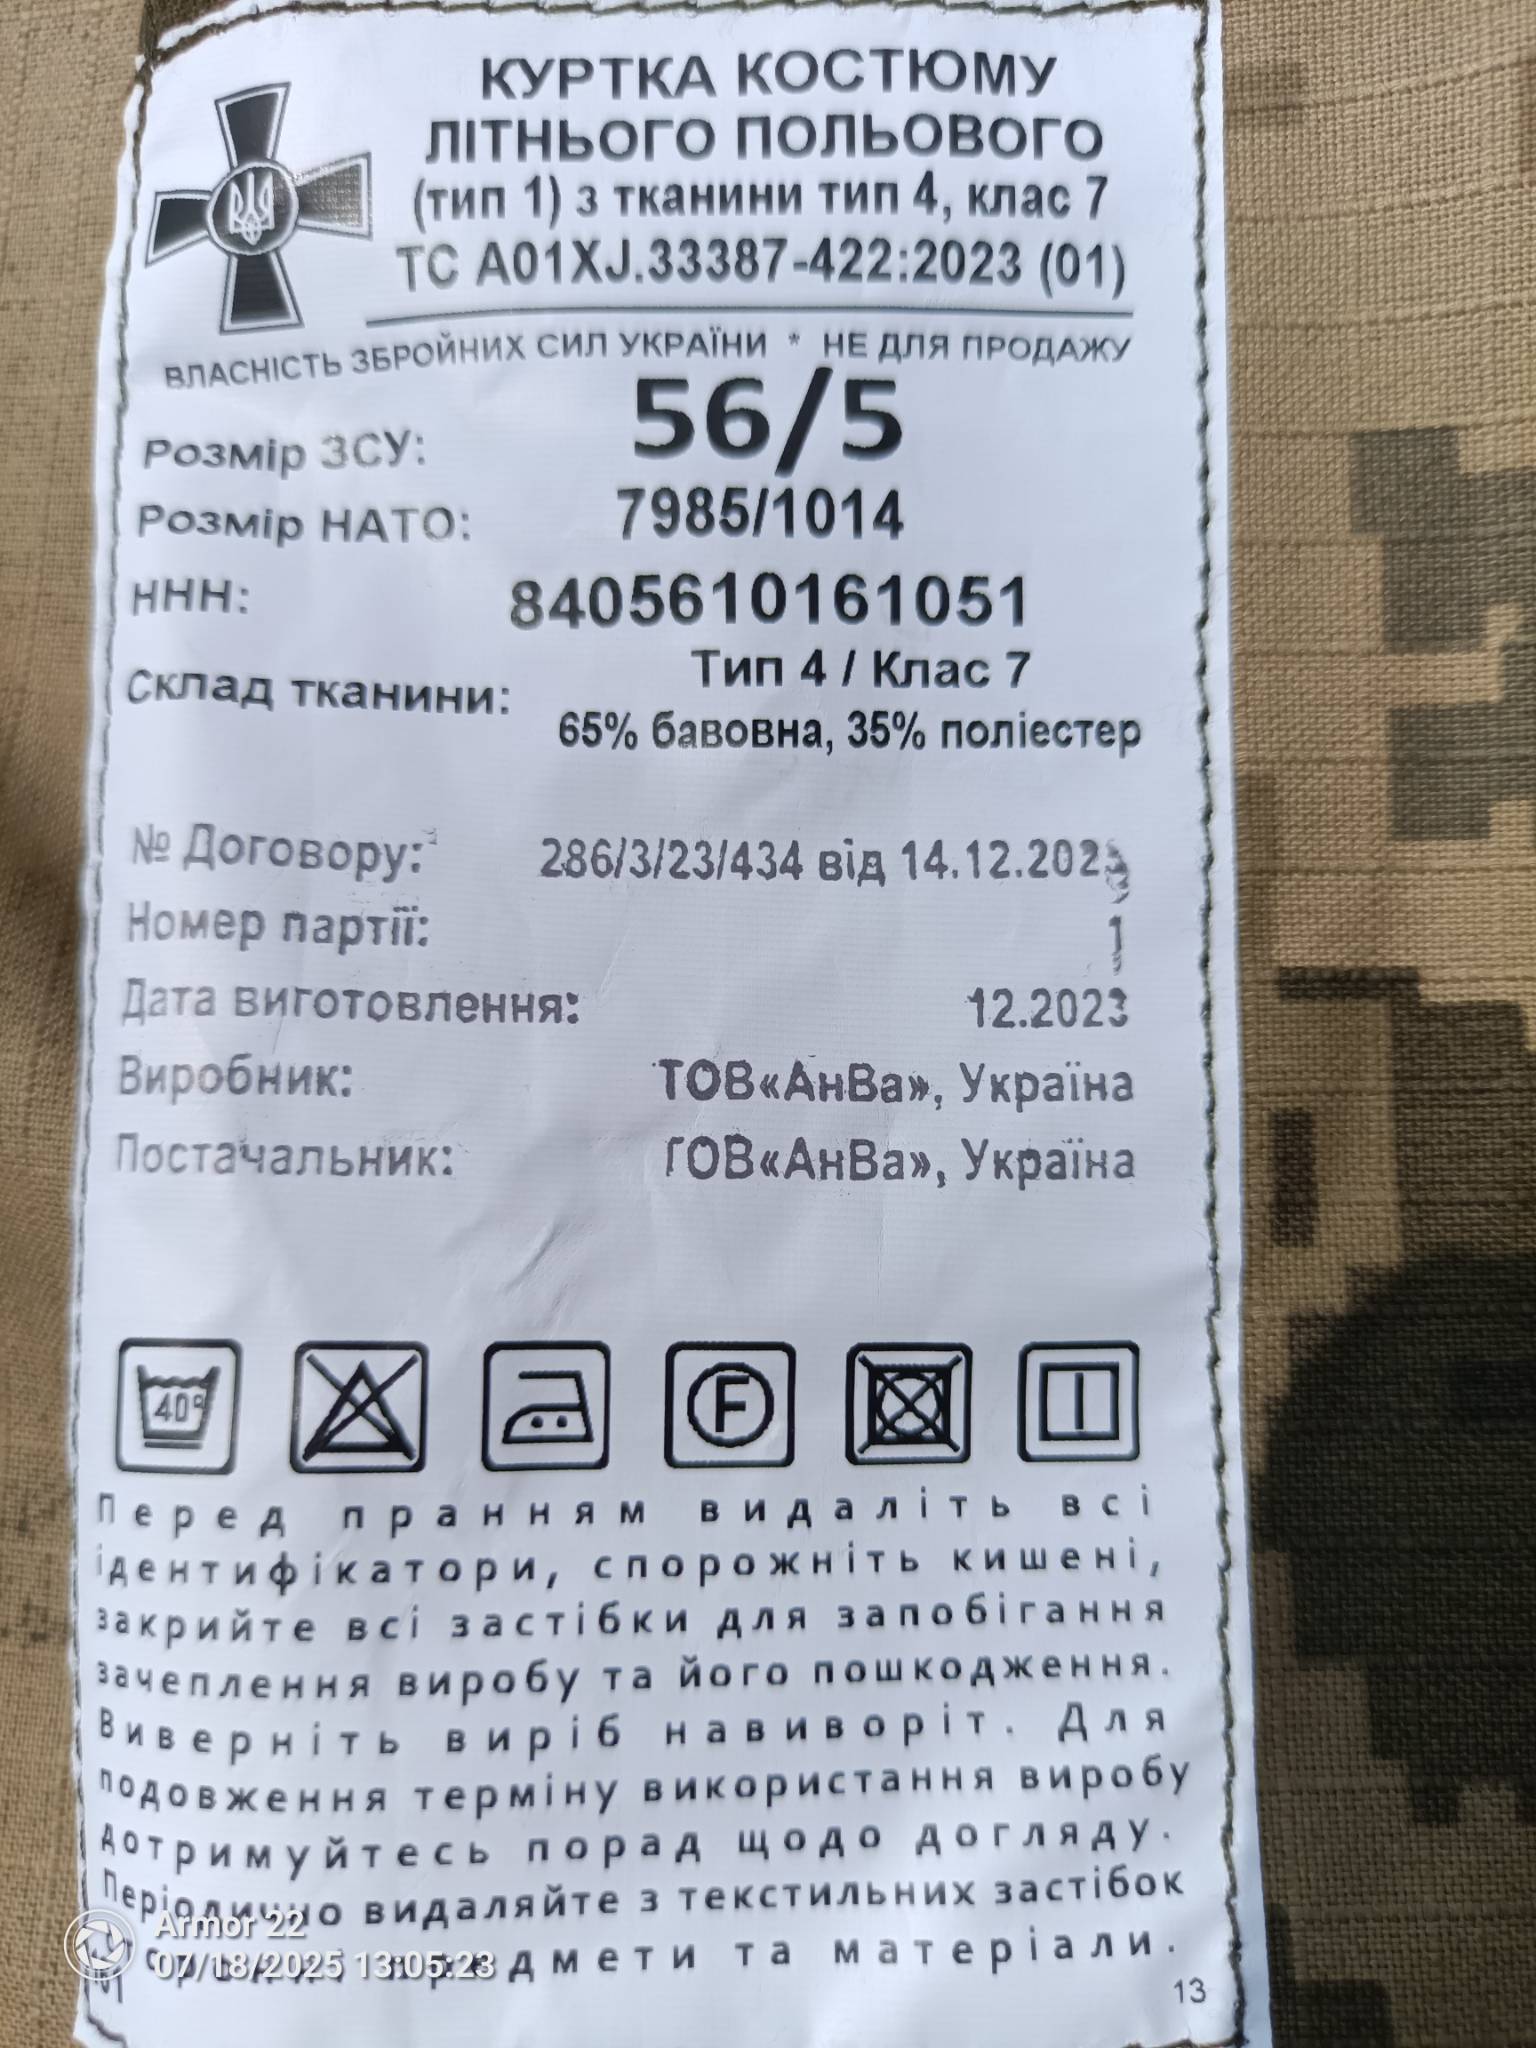 КУРТКА КОСТЮМУ
ЛІТНЬОГО ПОЛЬОВОГО
(тип 1) з тканини тип 4, клас 7
ТС А01XJ.33387-422:2023 (01)
ВЛАСНІСТЬ ЗБРОЙНИХ СИЛ УКРАЇНИ * НЕ ДЛЯ ПРОДАЖУ
Розмір ЗСУ: 56/5
Розмір НАТО: 7985/1014
ННН: 8405610161051
Склад тканини: Тип 4 / Клас 7
65% бавовна, 35% поліестер
№ Договору: 286/3/23/434 від 14.12.2023
Номер партії: 1
Дата виготовлення: 12.2023
Виробник: ТОВ«АнВа», Україна
Постачальник: ТОВ«АнВа», Україна
40° F
Перед пранням видаліть всі
ідентифікатори, спорожніть кишені,
закрийте всі застібки для запобігання
зачеплення виробу та його пошкодження.
Виверніть виріб навиворіт. Для
подовження терміну використання виробу
дотримуйтесь порад щодо догляду.
Періодично видаляйте з текстильних застібок
предмети та матеріали.
13
Armor 22
07/18/2025 13:05:23